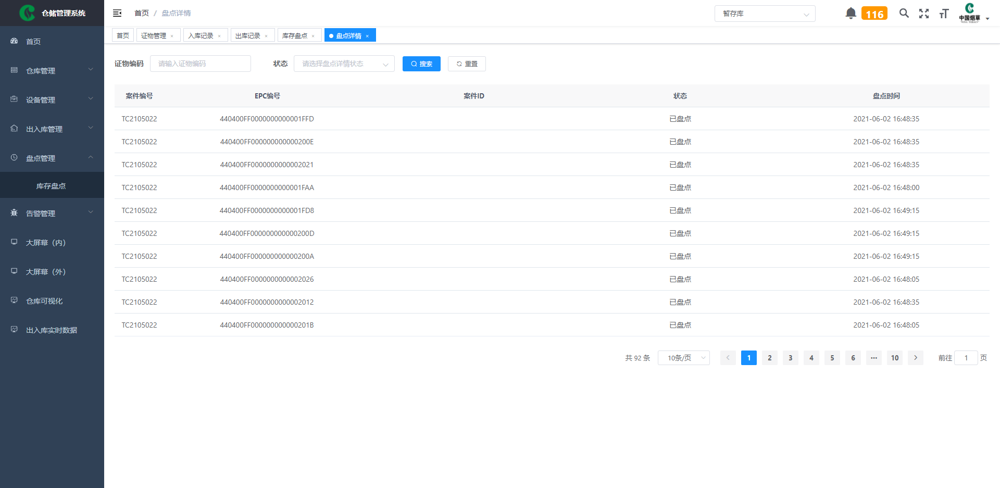 仓储管理系统
首页 / 盘点详情
暂存库
116
中国烟草
首页
证物管理 ×
入库记录 ×
出库记录 ×
库存盘点 ×
盘点详情 ×
首页
仓库管理
设备管理
出入库管理
盘点管理
库存盘点
告警管理
大屏幕（内）
大屏幕（外）
仓库可视化
出入库实时数据
证物编码 请输入证物编码 状态 请选择盘点详情状态 搜索 重置
案件编号 EPC编号 案件ID 状态 盘点时间
TC2105022 440400FF0000000000001FFD 已盘点 2021-06-02 16:48:35
TC2105022 440400FF000000000000200E 已盘点 2021-06-02 16:48:35
TC2105022 440400FF0000000000002021 已盘点 2021-06-02 16:48:35
TC2105022 440400FF0000000000001FAA 已盘点 2021-06-02 16:48:00
TC2105022 440400FF0000000000001FD8 已盘点 2021-06-02 16:49:15
TC2105022 440400FF000000000000200D 已盘点 2021-06-02 16:49:15
TC2105022 440400FF000000000000200A 已盘点 2021-06-02 16:49:15
TC2105022 440400FF0000000000002026 已盘点 2021-06-02 16:48:05
TC2105022 440400FF0000000000002012 已盘点 2021-06-02 16:48:35
TC2105022 440400FF000000000000201B 已盘点 2021-06-02 16:48:05
共 92 条 10条/页 1 2 3 4 5 6 ··· 10 前往 1 页